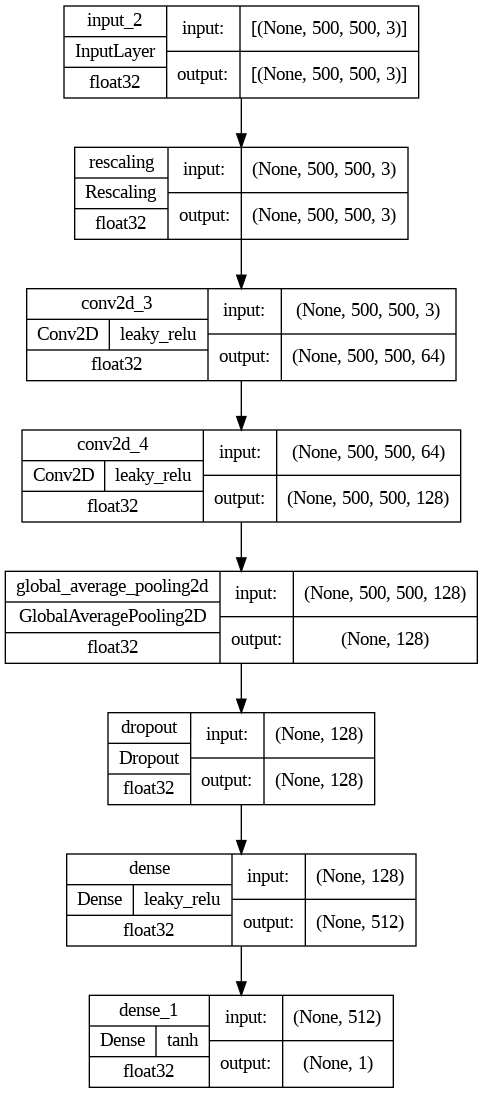 input_2
InputLayer
float32
input:
[(None, 500, 500, 3)]
output:
[(None, 500, 500, 3)]
rescaling
Rescaling
float32
input:
(None, 500, 500, 3)
output:
(None, 500, 500, 3)
conv2d_3
Conv2D leaky_relu
float32
input:
(None, 500, 500, 3)
output:
(None, 500, 500, 64)
conv2d_4
Conv2D leaky_relu
float32
input:
(None, 500, 500, 64)
output:
(None, 500, 500, 128)
global_average_pooling2d
GlobalAveragePooling2D
float32
input:
(None, 500, 500, 128)
output:
(None, 128)
dropout
Dropout
float32
input:
(None, 128)
output:
(None, 128)
dense
Dense leaky_relu
float32
input:
(None, 128)
output:
(None, 512)
dense_1
Dense tanh
float32
input:
(None, 512)
output:
(None, 1)